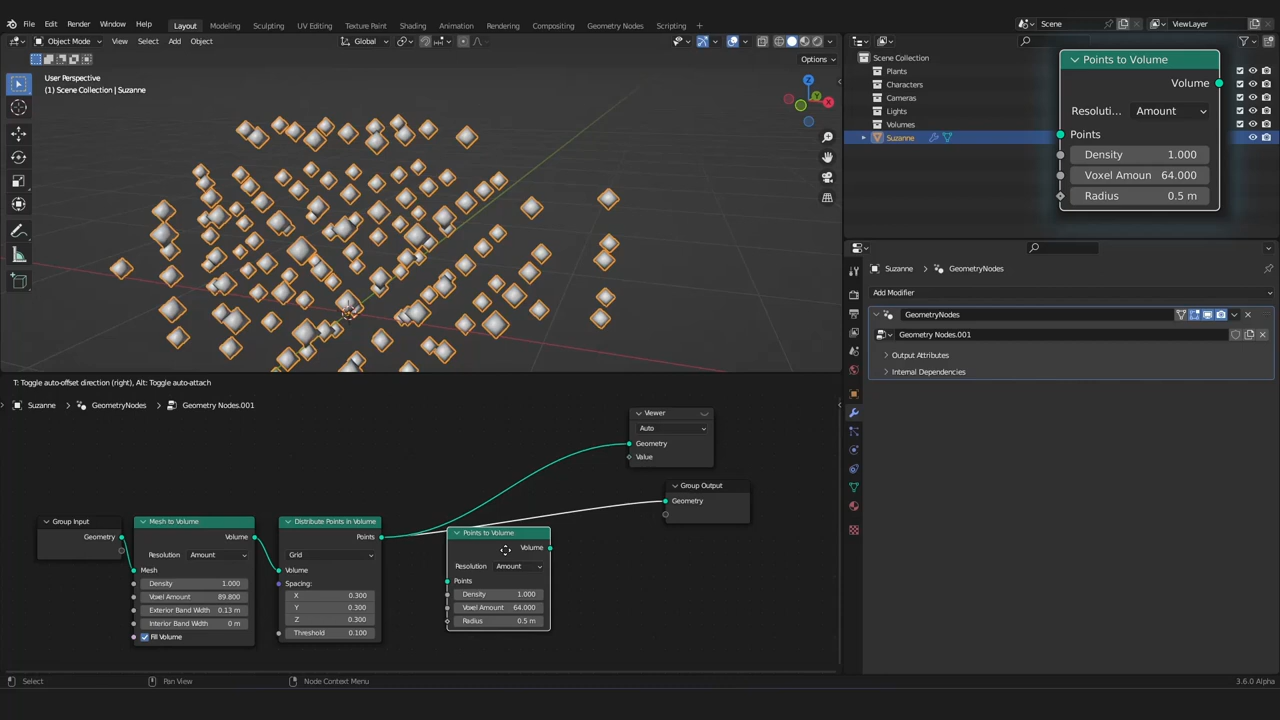 File Edit Render Window Help Layout Modeling Sculpting UV Editing Texture Paint Shading Animation Rendering Compositing Geometry Nodes Scripting + Scene ViewLayer
Object Mode View Select Add Object Global
Options
User Perspective
(1) Scene Collection | Suzanne
Z
Y
X
Scene Collection
Plants
Characters
Cameras
Lights
Volumes
Suzanne
Points to Volume
Volume
Resoluti... Amount
Points
Density 1.000
Voxel Amoun 64.000
Radius 0.5 m
Suzanne > GeometryNodes
Add Modifier
GeometryNodes
Geometry Nodes.001
Output Attributes
Internal Dependencies
T: Toggle auto-offset direction (right), Alt: Toggle auto-attach
Suzanne > GeometryNodes > Geometry Nodes.001
Viewer
Auto
Geometry
Value
Group Output
Geometry
Group Input
Geometry
Mesh to Volume
Volume
Resolution Amount
Mesh
Density 1.000
Voxel Amount 89.800
Exterior Band Width 0.13 m
Interior Band Width 0 m
Fill Volume
Distribute Points in Volume
Points
Grid
Volume
Spacing:
X 0.300
Y 0.300
Z 0.300
Threshold 0.100
Points to Volume
Volume
Resolution Amount
Points
Density 1.000
Voxel Amount 64.000
Radius 0.5 m
Select Pan View Node Context Menu 3.6.0 Alpha